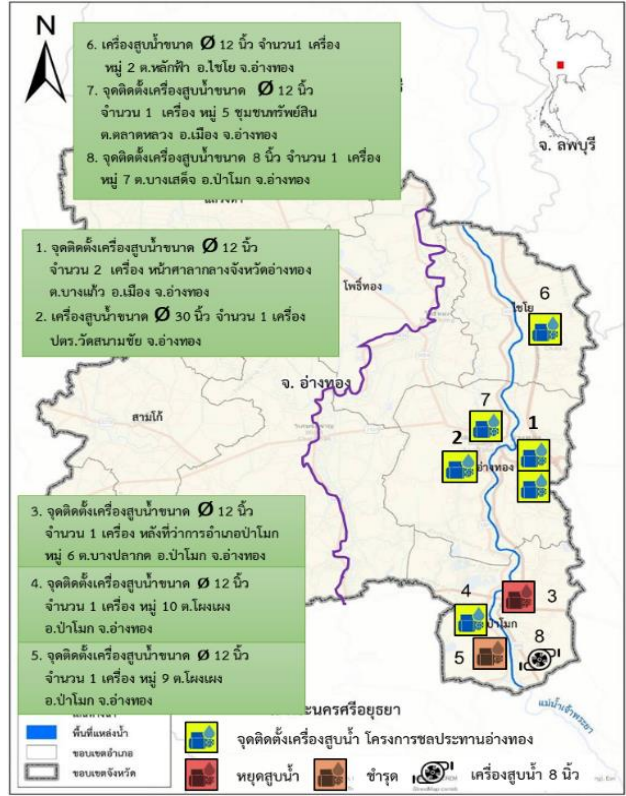 N
6. เครื่องสูบน้ำขนาด Ø 12 นิ้ว จำนวน1 เครื่อง
หมู่ 2 ต.หลักฟ้า อ.ไชโย จ.อ่างทอง
7. จุดติดตั้งเครื่องสูบน้ำขนาด Ø 12 นิ้ว
จำนวน 1 เครื่อง หมู่ 5 ชุมชนทรัพย์สิน
ต.ตลาดหลวง อ.เมือง จ.อ่างทอง
8. จุดติดตั้งเครื่องสูบน้ำขนาด 8 นิ้ว จำนวน 1 เครื่อง
หมู่ 7 ต.บางเสด็จ อ.ป่าโมก จ.อ่างทอง
จ. ลพบุรี
1. จุดติดตั้งเครื่องสูบน้ำขนาด Ø 12 นิ้ว
จำนวน 2 เครื่อง หน้าศาลากลางจังหวัดอ่างทอง
ต.บางแก้ว อ.เมือง จ.อ่างทอง
2. เครื่องสูบน้ำขนาด Ø 30 นิ้ว จำนวน 1 เครื่อง
ปตร.วัดสนามชัย จ.อ่างทอง
โพธิ์ทอง
6
ไชโย
จ. อ่างทอง
สามโก้
7
1
2
อ่างทอง
3. จุดติดตั้งเครื่องสูบน้ำขนาด Ø 12 นิ้ว
จำนวน 1 เครื่อง หลังที่ว่าการอำเภอป่าโมก
หมู่ 6 ต.บางปลากด อ.ป่าโมก จ.อ่างทอง
4. จุดติดตั้งเครื่องสูบน้ำขนาด Ø 12 นิ้ว
จำนวน 1 เครื่อง หมู่ 10 ต.โผงเผง
อ.ป่าโมก จ.อ่างทอง
5. จุดติดตั้งเครื่องสูบน้ำขนาด Ø 12 นิ้ว
จำนวน 1 เครื่อง หมู่ 9 ต.โผงเผง
อ.ป่าโมก จ.อ่างทอง
3
4
ป่าโมก
5
8
แม่น้ำเจ้าพระยา
ะนครศรีอยุธยา
พื้นที่แหล่งน้ำ
ขอบเขตอำเภอ
ขอบเขตจังหวัด
จุดติดตั้งเครื่องสูบน้ำ โครงการชลประทานอ่างทอง
หยุดสูบน้ำ
ชำรุด
เครื่องสูบน้ำ 8 นิ้ว